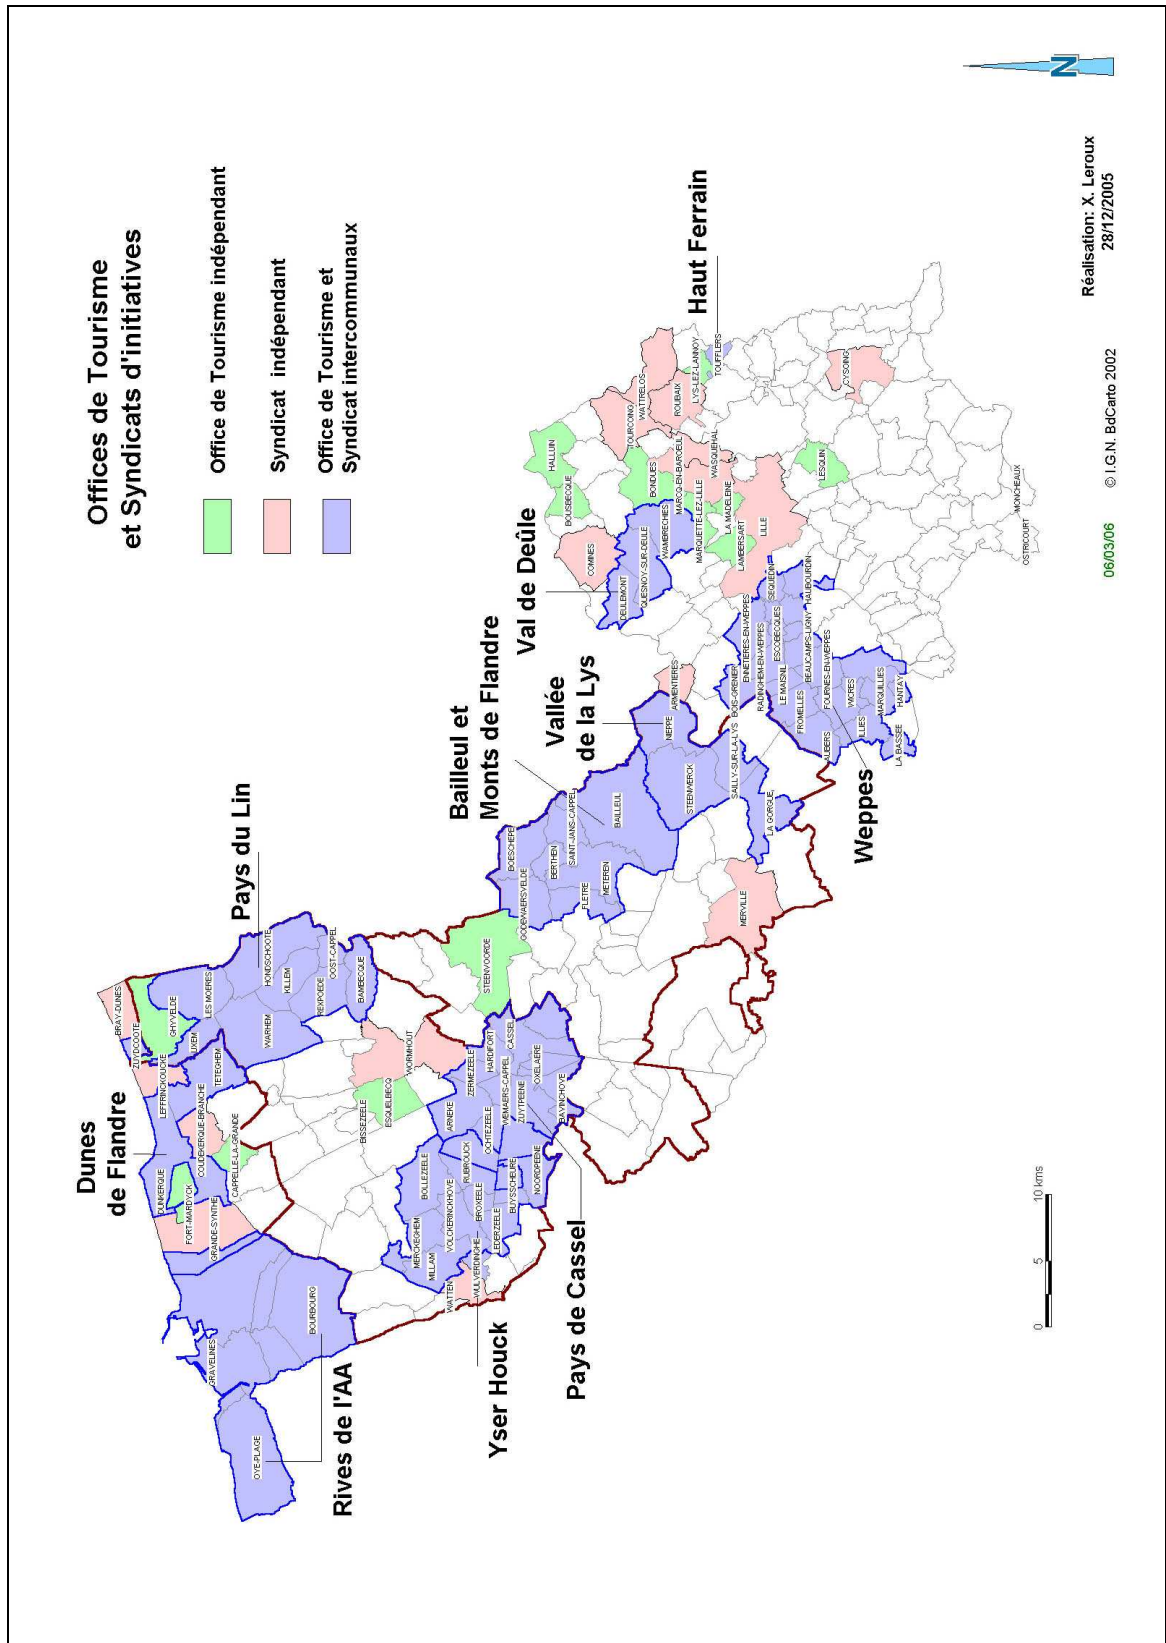 Offices de Tourisme
et Syndicats d'initiatives
Office de Tourisme indépendant
Syndicat indépendant
Office de Tourisme et
Syndicat intercommunaux
N
Dunes
de Flandre
Pays du Lin
Bailleul et
Monts de Flandre
Vallée
de la Lys
Val de Deûle
Haut Ferrain
Rives de l'AA
Yser Houck
Pays de Cassel
Weppes
OYE-PLAGE
GRAVELINES
BOURBOURG
GRANDE-SYNTHE
FORT-MARDYCK
DUNKERQUE
COUDEKERQUE-BRANCHE
CAPPELLE-LA-GRANDE
LEFFRINCKOUCKE
TETEGHEM
ZUYDCOOTE
BRAY-DUNES
GHYVELDE
UXEM
LES MOERES
HONDSCHOOTE
KILLEM
WARHEM
REXPOEDE
OOST-CAPPEL
BAMBECQUE
WORMHOUT
ESQUELBECQ
BISSEZEELE
STEENVOORDE
ZERMEZEELE
HARDIFORT
CASSEL
ARNEKE
OCHTEZEELE
WEMAERS-CAPPEL
ZUYTPEENE
OXELAERE
BAVINCHOVE
BOLLEZEELE
RUBROUCK
MERCKEGHEM
VOLCKERINCKHOVE
BROXEELE
BUYSSCHEURE
NOORDPEENE
MILLAM
LEDERZEELE
WATTEN
WULVERDINGHE
BOESCHEPE
GODEWAERSVELDE
BERTHEN
SAINT-JANS-CAPPEL
BAILLEUL
FLETRE
METEREN
NIEPPE
STEENWERCK
ARMENTIERES
SAILLY-SUR-LA-LYS
LA GORGUE
MERVILLE
BOIS-GRENIER
ENNETIERES-EN-WEPPES
RADINGHEM-EN-WEPPES
LE MAISNIL
ESCOBECQUES
SEQUEDIN
BEAUCAMPS-LIGNY
HAUBOURDIN
FROMELLES
FOURNES-EN-WEPPES
AUBERS
WICRES
ILLIES
MARQUILLIES
HANTAY
LA BASSEE
DEULEMONT
QUESNOY-SUR-DEULE
WAMBRECHIES
COMINES
BOUSBECQUE
HALLUIN
BONDUES
TOURCOING
WATTRELOS
ROUBAIX
LYS-LEZ-LANNOY
TOUFFLERS
MARCQ-EN-BAROEUL
WASQUEHAL
MARQUETTE-LEZ-LILLE
LA MADELEINE
LAMBERSART
LILLE
LESQUIN
CYSOING
OSTRICOURT
MONCHEAUX
0 5 10 kms
06/03/06
© I.G.N. BdCarto 2002
Réalisation: X. Leroux
28/12/2005